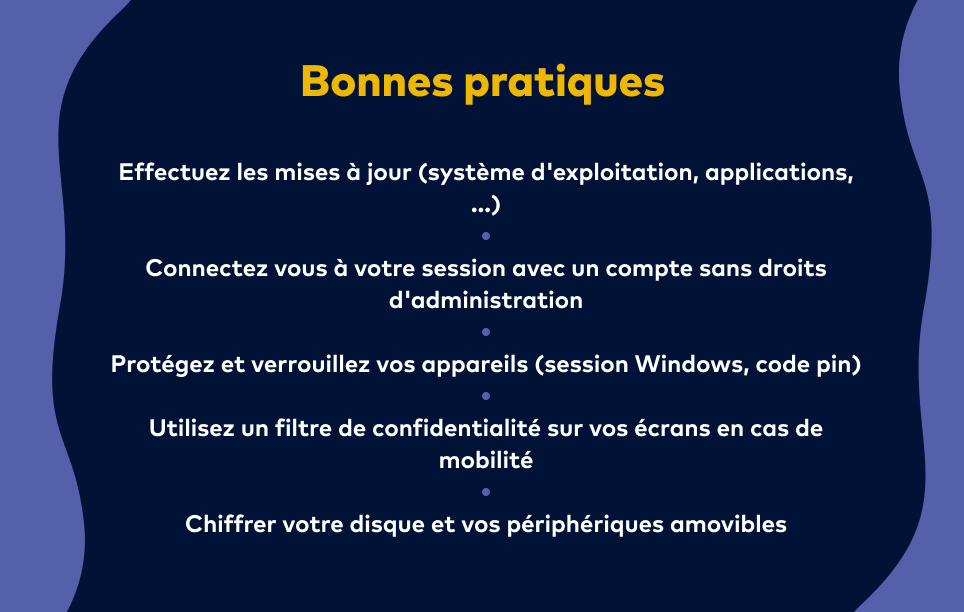 Bonnes pratiques
Effectuez les mises à jour (système d'exploitation, applications,
...)
Connectez vous à votre session avec un compte sans droits
d'administration
Protégez et verrouillez vos appareils (session Windows, code pin)
Utilisez un filtre de confidentialité sur vos écrans en cas de
mobilité
Chiffrer votre disque et vos périphériques amovibles